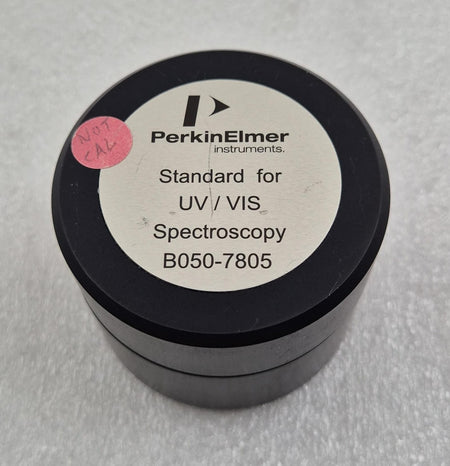 NOT
CAL
PerkinElmer
instruments.
Standard for
UV / VIS
Spectroscopy
B050-7805